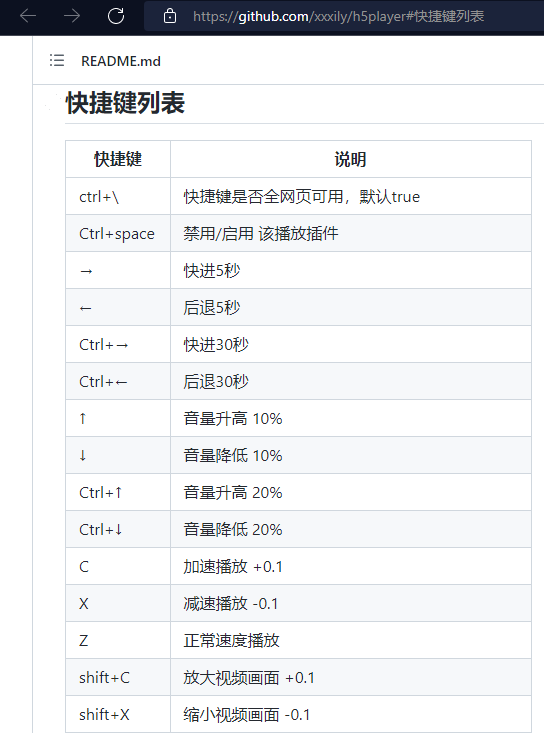 https://github.com/xxxily/h5player#快捷键列表
README.md
快捷键列表
快捷键 说明
ctrl+\ 快捷键是否全网页可用，默认true
Ctrl+space 禁用/启用 该播放插件
→ 快进5秒
← 后退5秒
Ctrl+→ 快进30秒
Ctrl+← 后退30秒
↑ 音量升高 10%
↓ 音量降低 10%
Ctrl+↑ 音量升高 20%
Ctrl+↓ 音量降低 20%
C 加速播放 +0.1
X 减速播放 -0.1
Z 正常速度播放
shift+C 放大视频画面 +0.1
shift+X 缩小视频画面 -0.1